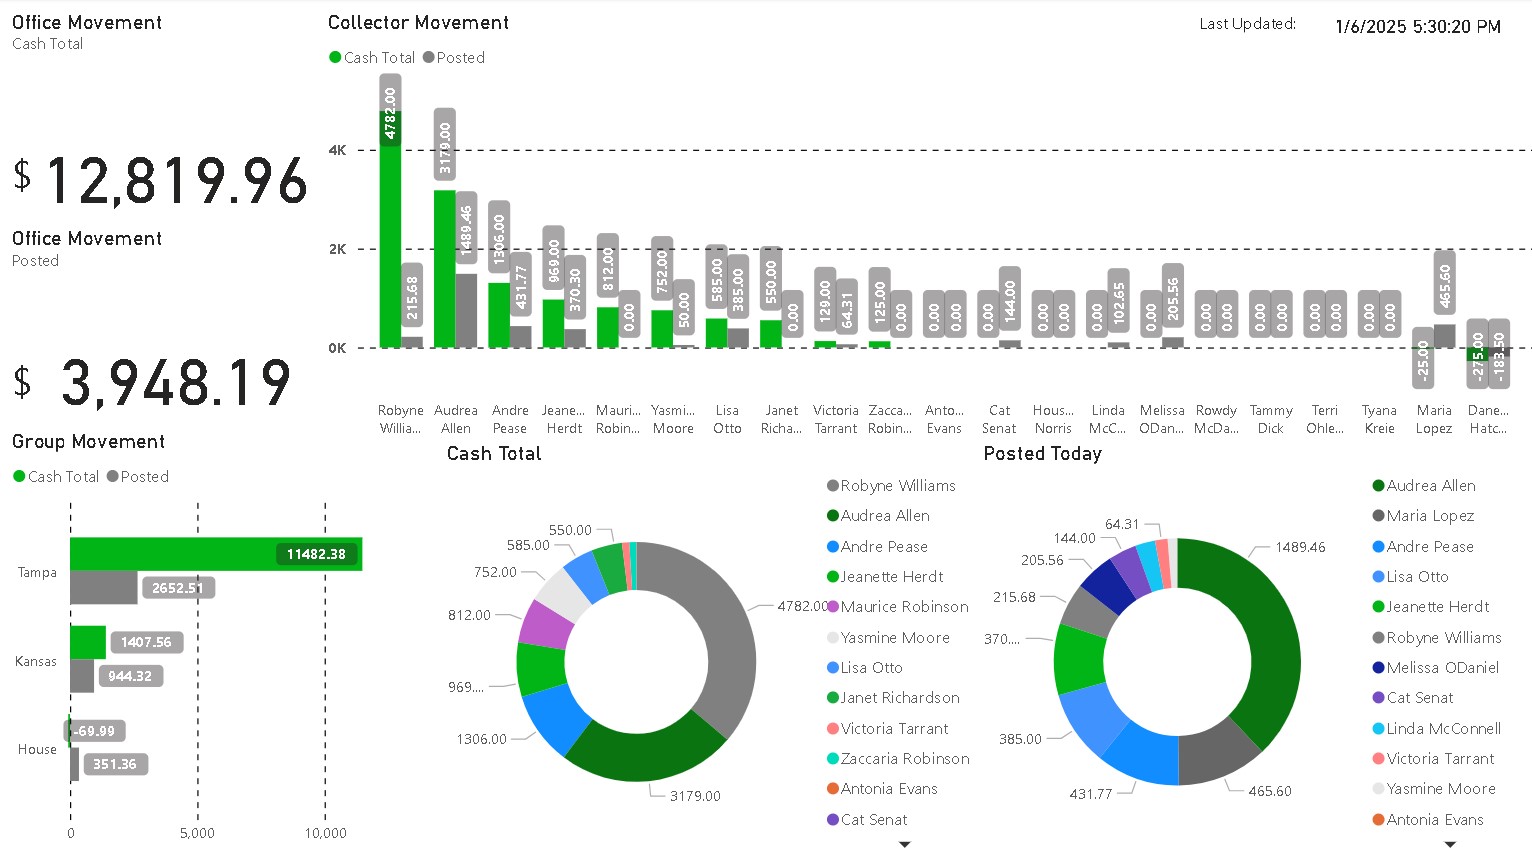 Office Movement
Cash Total
$ 12,819.96
Office Movement
Posted
$ 3,948.19
Collector Movement
Cash Total Posted
Last Updated: 1/6/2025 5:30:20 PM
4K
2K
0K
4782.00 215.68 3179.00 1489.46 1306.00 431.77 969.00 370.30 812.00 0.00 752.00 50.00 585.00 385.00 550.00 0.00 129.00 64.31 125.00 0.00 0.00 0.00 0.00 144.00 0.00 0.00 0.00 102.65 0.00 205.56 0.00 0.00 0.00 0.00 0.00 0.00 0.00 0.00 -25.00 465.60 -275.00 -183.50
Robyne Audrea Andre Jeane... Mauri... Yasmi... Lisa Janet Victoria Zacca... Anto... Cat Hous... Linda Melissa Rowdy Tammy Terri Tyana Maria Dane...
Willia... Allen Pease Herdt Robin... Moore Otto Richa... Tarrant Robin... Evans Senat Norris McC... ODan... McDa... Dick Ohle... Kreie Lopez Hatc...
Group Movement
Cash Total Posted
Tampa
11482.38
2652.51
Kansas
1407.56
944.32
House
-69.99
351.36
0 5,000 10,000
Cash Total
550.00
585.00
752.00
812.00
969....
1306.00
3179.00
4782.00
Robyne Williams
Audrea Allen
Andre Pease
Jeanette Herdt
Maurice Robinson
Yasmine Moore
Lisa Otto
Janet Richardson
Victoria Tarrant
Zaccaria Robinson
Antonia Evans
Cat Senat
Posted Today
64.31
144.00
205.56
215.68
370....
385.00
431.77
465.60
1489.46
Audrea Allen
Maria Lopez
Andre Pease
Lisa Otto
Jeanette Herdt
Robyne Williams
Melissa ODaniel
Cat Senat
Linda McConnell
Victoria Tarrant
Yasmine Moore
Antonia Evans